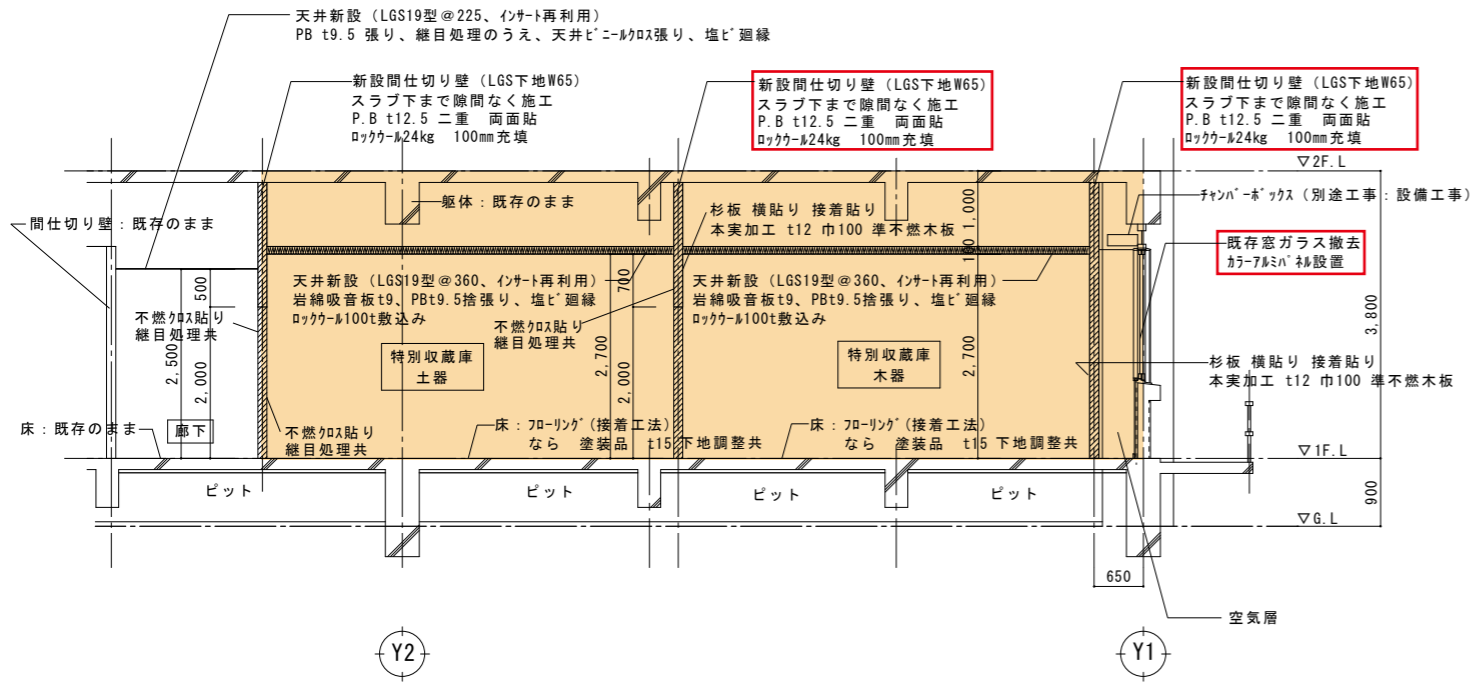 天井新設（LGS19型@225、ｲﾝｻｰﾄ再利用）
PB t9.5 張り、継目処理のうえ、天井ﾋﾞﾆｰﾙｸﾛｽ張り、塩ﾋﾞ廻縁
新設間仕切り壁（LGS下地W65）
スラブ下まで隙間なく施工
P.B t12.5 二重　両面貼
ﾛｯｸｳｰﾙ24kg　100mm充填
新設間仕切り壁（LGS下地W65）
スラブ下まで隙間なく施工
P.B t12.5 二重　両面貼
ﾛｯｸｳｰﾙ24kg　100mm充填
新設間仕切り壁（LGS下地W65）
スラブ下まで隙間なく施工
P.B t12.5 二重　両面貼
ﾛｯｸｳｰﾙ24kg　100mm充填
▽2F.L
躯体：既存のまま
杉板 横貼り 接着貼り
本実加工 t12 巾100 準不燃木板
1,000
100
ﾁｬﾝﾊﾞｰﾎﾞｯｸｽ（別途工事：設備工事）
間仕切り壁：既存のまま
既存窓ガラス撤去
ｶﾗｰｱﾙﾐﾊﾟﾈﾙ設置
天井新設（LGS19型@360、ｲﾝｻｰﾄ再利用）
岩綿吸音板t9、PBt9.5捨張り、塩ﾋﾞ廻縁
ﾛｯｸｳｰﾙ100t敷込み
天井新設（LGS19型@360、ｲﾝｻｰﾄ再利用）
岩綿吸音板t9、PBt9.5捨張り、塩ﾋﾞ廻縁
ﾛｯｸｳｰﾙ100t敷込み
500
700
3,800
不燃ｸﾛｽ貼り
継目処理共
不燃ｸﾛｽ貼り
継目処理共
2,500
2,000
特別収蔵庫
土器
2,700
2,000
特別収蔵庫
木器
2,700
杉板 横貼り 接着貼り
本実加工 t12 巾100 準不燃木板
床：既存のまま
廊下
不燃ｸﾛｽ貼り
継目処理共
床：ﾌﾛｰﾘﾝｸﾞ(接着工法)
なら　塗装品　t15 下地調整共
床：ﾌﾛｰﾘﾝｸﾞ(接着工法)
なら　塗装品　t15 下地調整共
▽1F.L
ピット
ピット
ピット
ピット
900
▽G.L
650
空気層
Y2
Y1